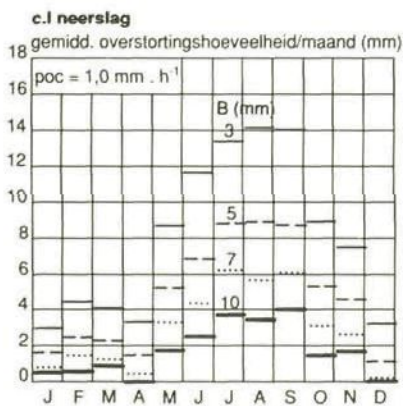 c.l neerslag
gemidd. overstortingshoeveelheid/maand (mm)
18
poc = 1,0 mm . h⁻¹
16
B (mm)
14
3
12
10
5
8
7
6
10
4
2
0
J F M A M J J A S O N D